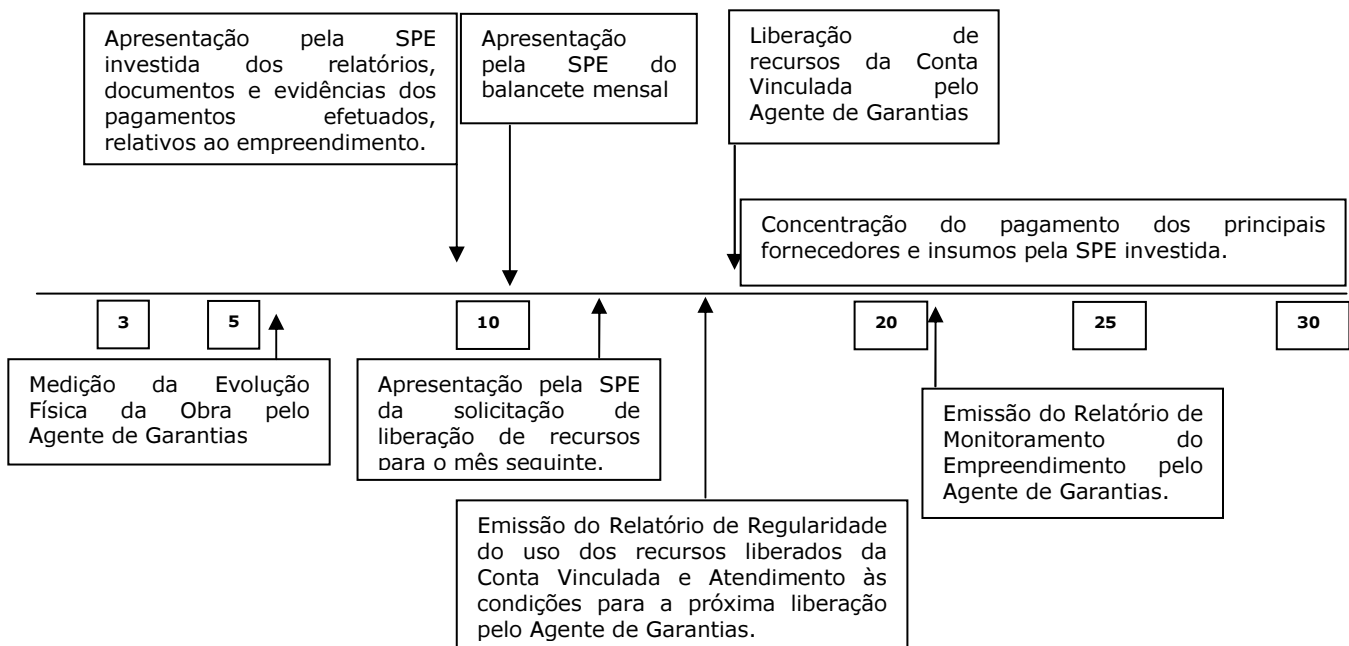 Apresentação pela SPE
investida dos relatórios,
documentos e evidências dos
pagamentos efetuados,
relativos ao empreendimento.
Apresentação
pela SPE do
balancete mensal
Liberação de
recursos da Conta
Vinculada pelo
Agente de Garantias
Concentração do pagamento dos principais
fornecedores e insumos pela SPE investida.
3
5
10
20
25
30
Medição da Evolução
Física da Obra pelo
Agente de Garantias
Apresentação pela SPE
da solicitação de
liberação de recursos
para o mês seguinte.
Emissão do Relatório de
Monitoramento do
Empreendimento pelo
Agente de Garantias.
Emissão do Relatório de Regularidade
do uso dos recursos liberados da
Conta Vinculada e Atendimento às
condições para a próxima liberação
pelo Agente de Garantias.